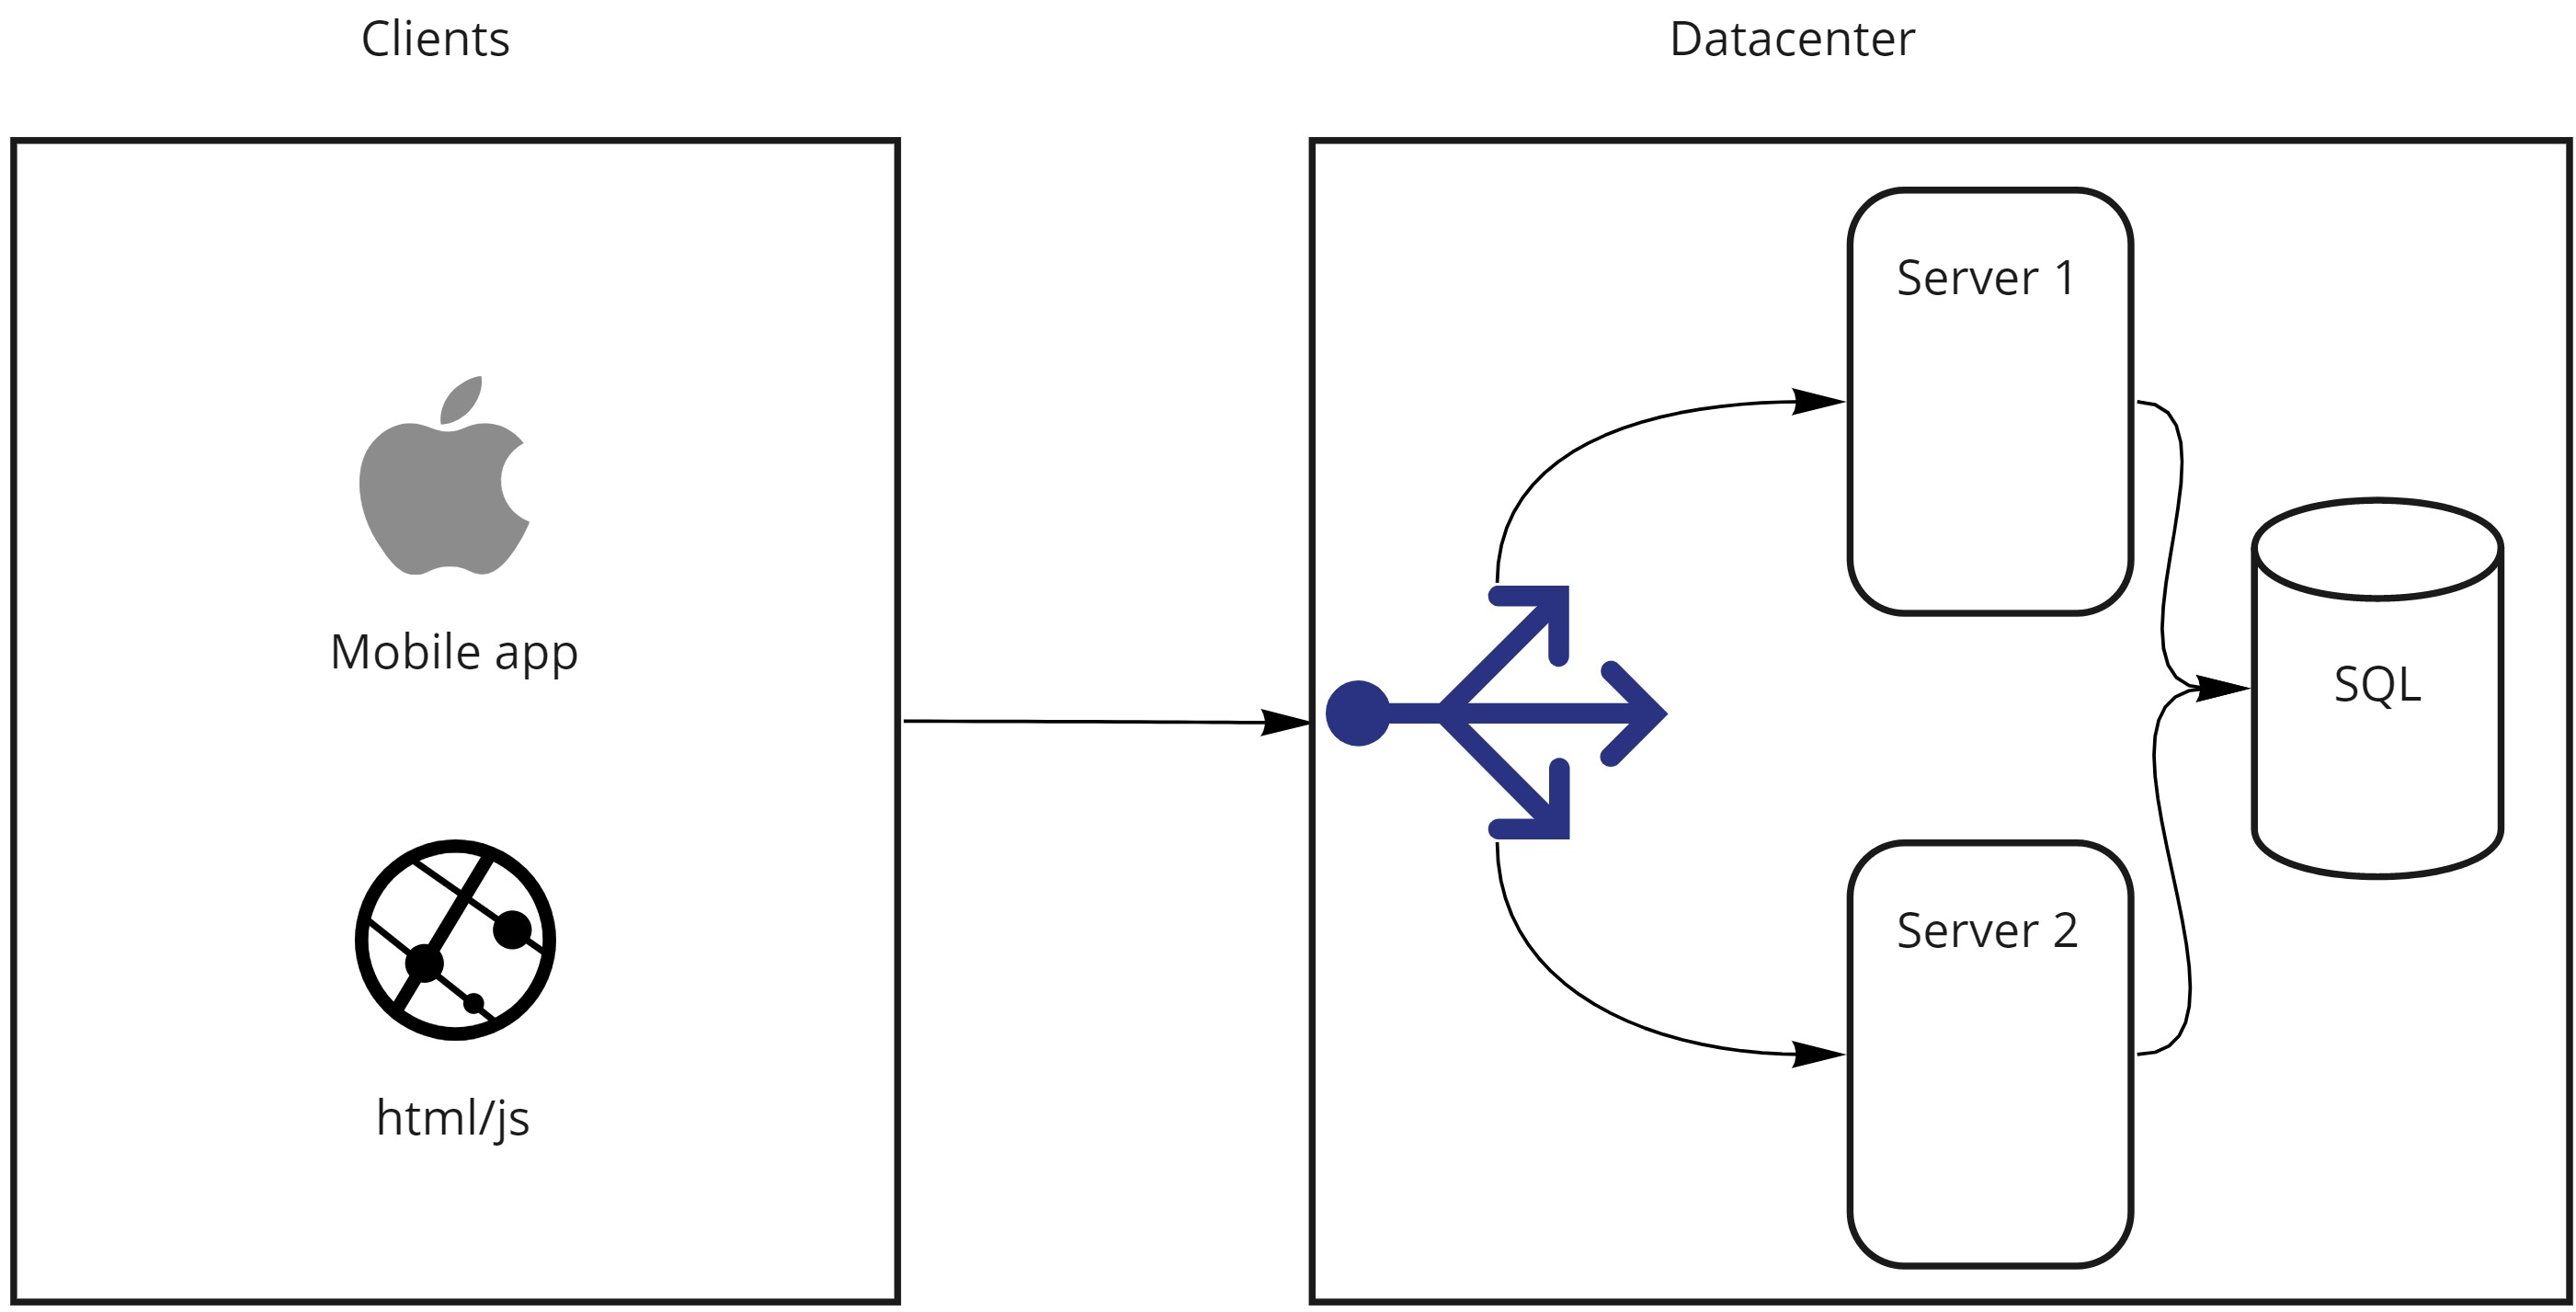 Clients
Datacenter
Mobile app
html/js
Server 1
Server 2
SQL